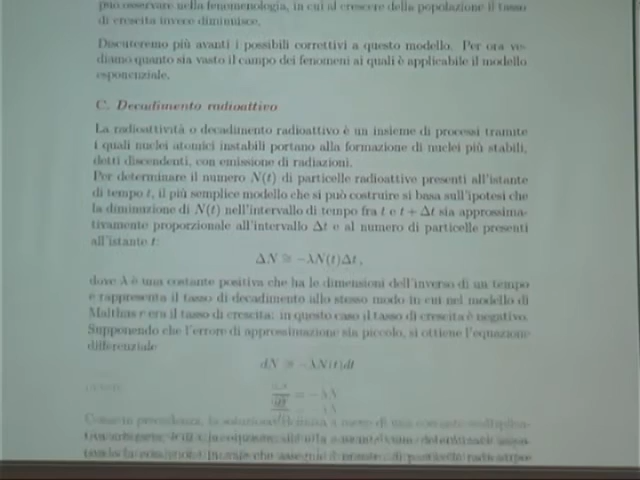 può osservare nella fenomenologia, in cui al crescere della popolazione il tasso
di crescita invece diminuisce.
Discuteremo più avanti i possibili correttivi a questo modello. Per ora ve-
diamo quanto sia vasto il campo dei fenomeni ai quali è applicabile il modello
esponenziale.
C. Decadimento radioattivo
La radioattività o decadimento radioattivo è un insieme di processi tramite
i quali nuclei atomici instabili portano alla formazione di nuclei più stabili,
detti discendenti, con emissione di radiazioni.
Per determinare il numero N(t) di particelle radioattive presenti all'istante
di tempo t, il più semplice modello che si può costruire si basa sull'ipotesi che
la diminuzione di N(t) nell'intervallo di tempo fra t e t + Δt sia approssima-
tivamente proporzionale all'intervallo Δt e al numero di particelle presenti
all'istante t:
ΔN ≅ −λN(t)Δt,
dove λ è una costante positiva che ha le dimensioni dell'inverso di un tempo
e rappresenta il tasso di decadimento allo stesso modo in cui nel modello di
Malthus ε era il tasso di crescita: in questo caso il tasso di crescita è negativo.
Supponendo che l'errore di approssimazione sia piccolo, si ottiene l'equazione
differenziale
dN ≅ −λN(t)dt
= −λN
Come in precedenza, la soluzione